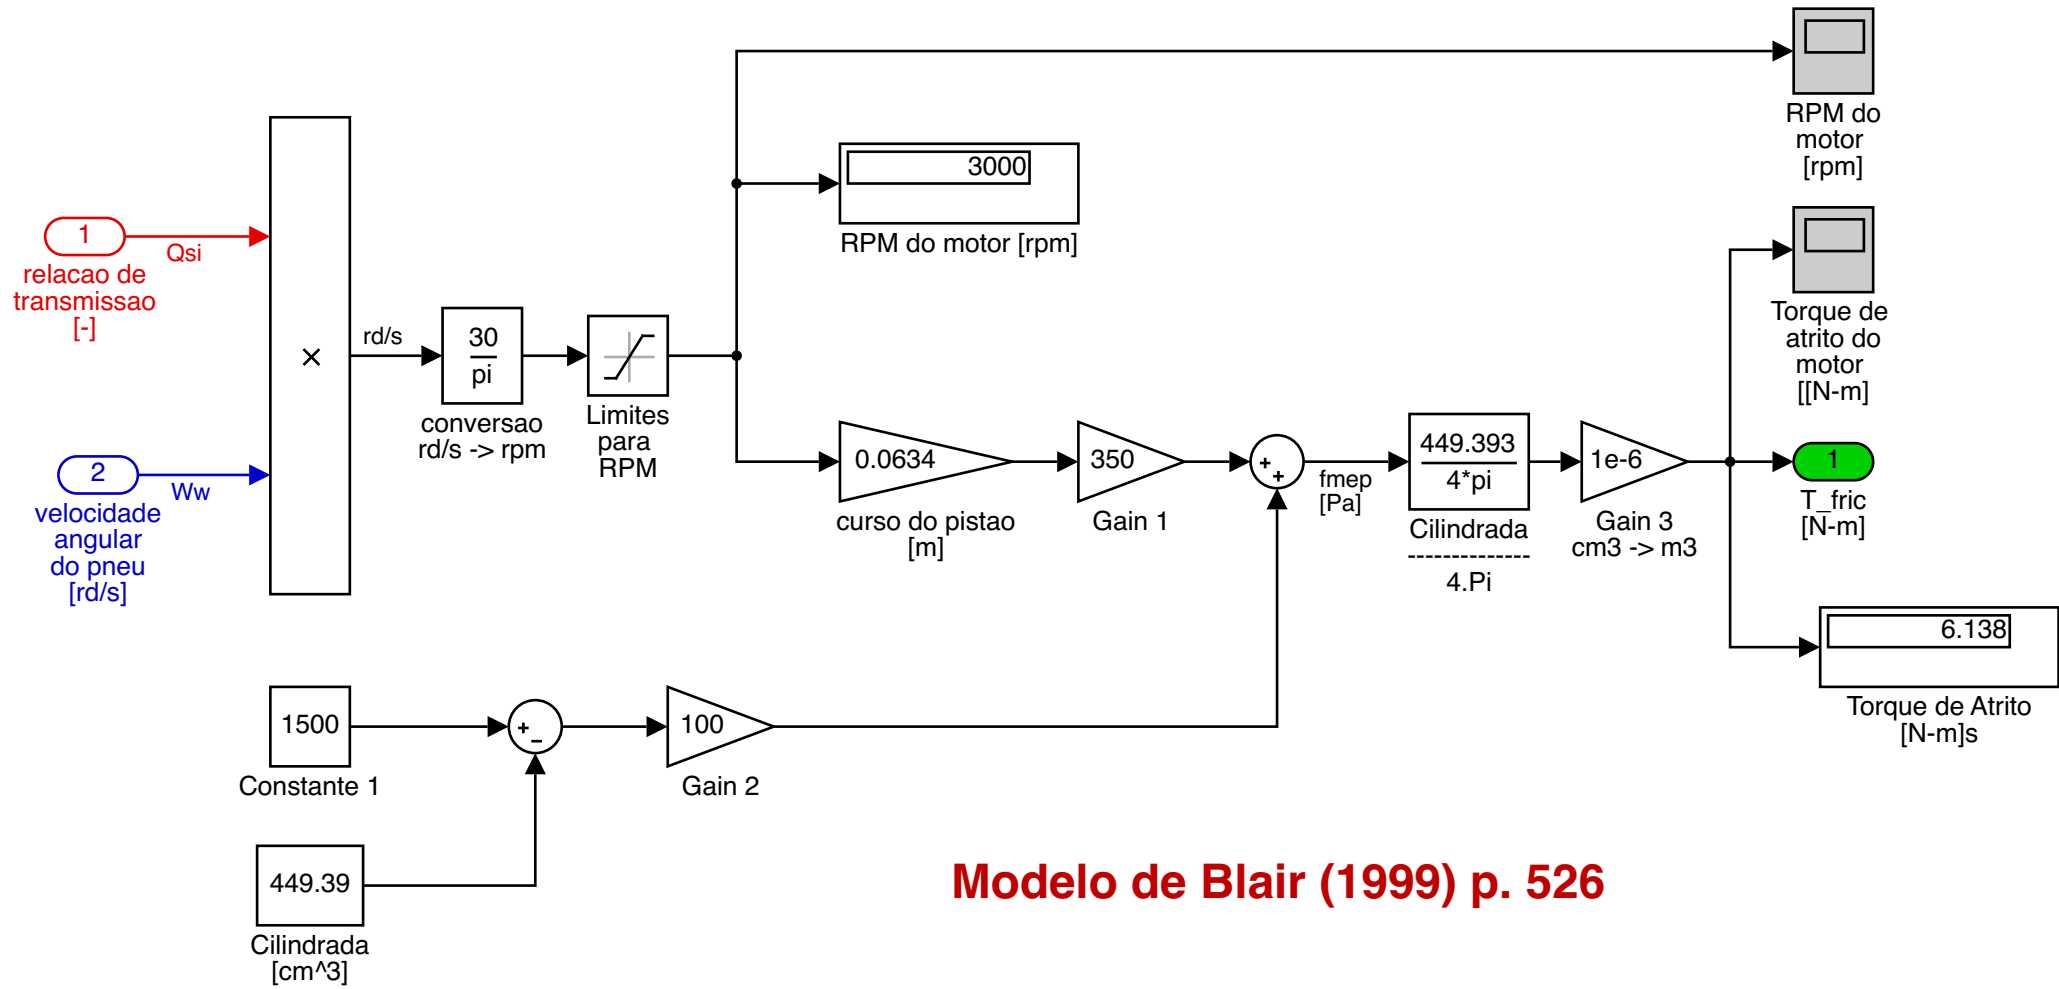 RPM do
motor
[rpm]
3000
RPM do motor [rpm]
1
Qsi
relacao de
transmissao
[-]
Torque de
atrito do
motor
[[N-m]
×
rd/s
30
pi
conversao
rd/s -> rpm
Limites
para
RPM
0.0634
curso do pistao
[m]
350
Gain 1
+
+
fmep
[Pa]
449.393
4*pi
Cilindrada
--------------
4.Pi
1e-6
Gain 3
cm3 -> m3
1
T_fric
[N-m]
2
Ww
velocidade
angular
do pneu
[rd/s]
6.138
Torque de Atrito
[N-m]s
1500
Constante 1
+
−
100
Gain 2
449.39
Cilindrada
[cm^3]
Modelo de Blair (1999) p. 526